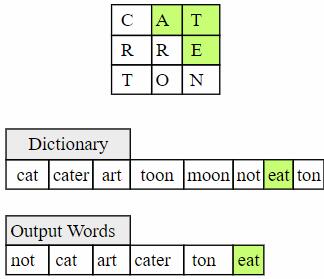 C A T
R R E
T O N
Dictionary
cat cater art toon moon not eat ton
Output Words
not cat art cater ton eat